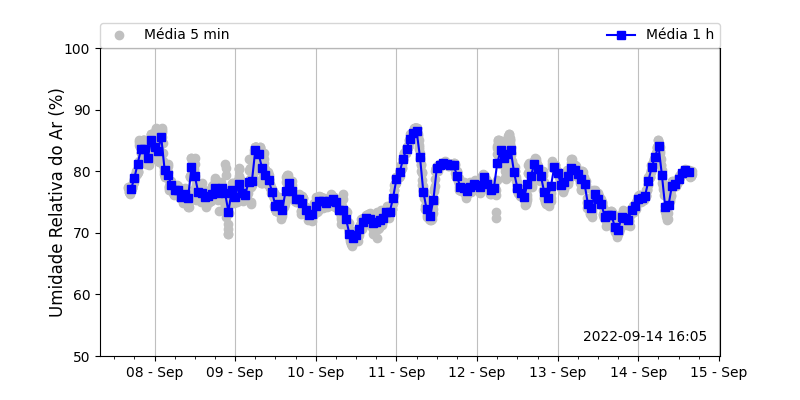 Média 5 min
Média 1 h
Umidade Relativa do Ar (%)
100
90
80
70
60
50
2022-09-14 16:05
08 - Sep
09 - Sep
10 - Sep
11 - Sep
12 - Sep
13 - Sep
14 - Sep
15 - Sep